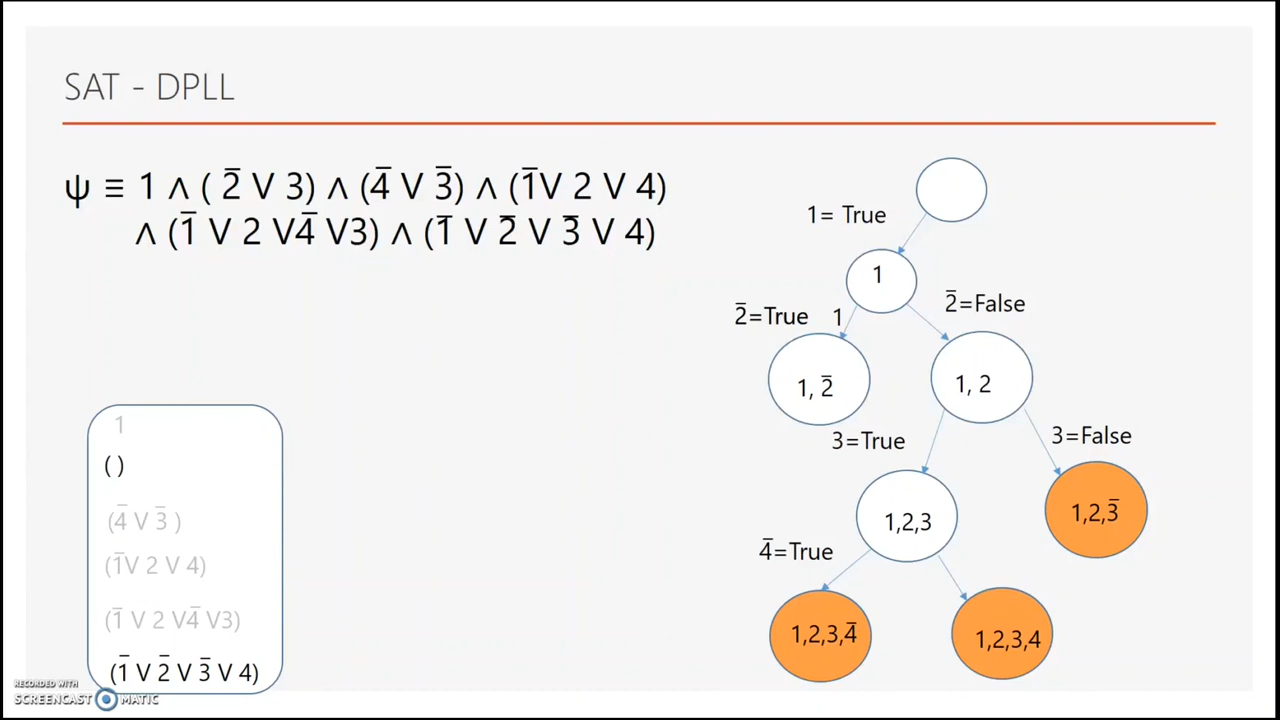 SAT - DPLL
ψ ≡ 1 ∧ ( 2̅ V 3) ∧ (4̅ V 3̅) ∧ (1̅V 2 V 4)
∧ (1̅ V 2 V4̅ V3) ∧ (1̅ V 2̅ V 3̅ V 4)
1= True
1
2̅=True 1
2̅=False
1, 2̅
1, 2
3=True
3=False
1,2,3
1,2,3̅
4̅=True
1,2,3,4̅
1,2,3,4
1
( )
(4̅ V 3̅ )
(1̅V 2 V 4)
(1̅ V 2 V4̅ V3)
(1̅ V 2̅ V 3̅ V 4)
RECORDED WITH
SCREENCAST MATIC